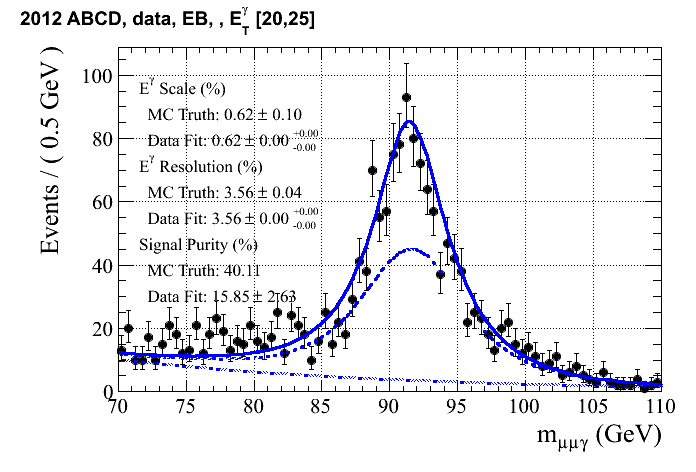 2012 ABCD, data, EB, , E_T^γ [20,25]
Events / ( 0.5 GeV )
100
80
60
40
20
0
E^γ Scale (%)
MC Truth: 0.62 ± 0.10
Data Fit: 0.62 ± 0.00 +0.00 -0.00
E^γ Resolution (%)
MC Truth: 3.56 ± 0.04
Data Fit: 3.56 ± 0.00 +0.00 -0.00
Signal Purity (%)
MC Truth: 40.11
Data Fit: 15.85 ± 2.63
70 75 80 85 90 95 100 105 110
m_μμγ (GeV)